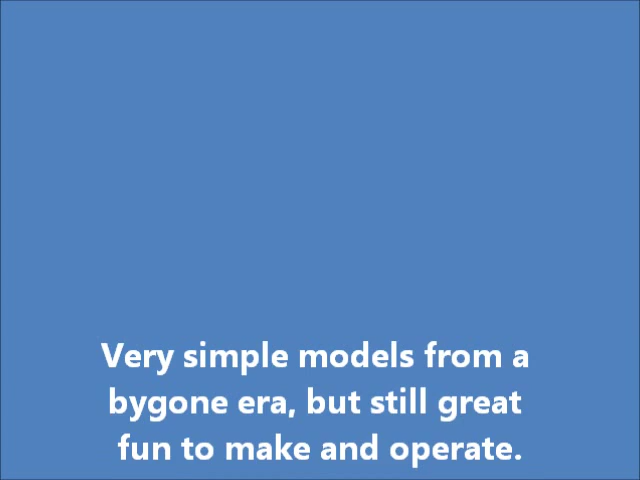 Very simple models from a
bygone era, but still great
fun to make and operate.